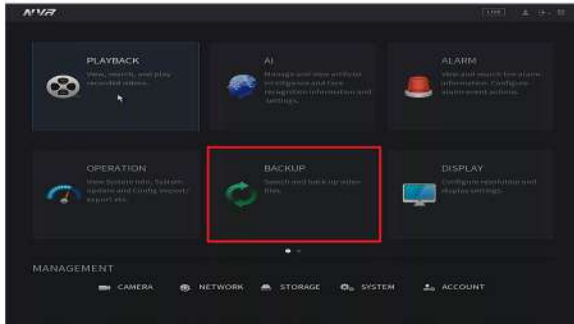 NVR
LIVE
PLAYBACK
View, search, and play
recorded videos.
AI
Manage and view artificial
intelligence and face
recognition information and
settings.
ALARM
View and search the alarm
information. Configure
alarm event actions.
OPERATION
View System info, System
update and Config Import/
export etc.
BACKUP
Search and back up video
files.
DISPLAY
Configure resolution and
display settings.
MANAGEMENT
CAMERA NETWORK STORAGE SYSTEM ACCOUNT